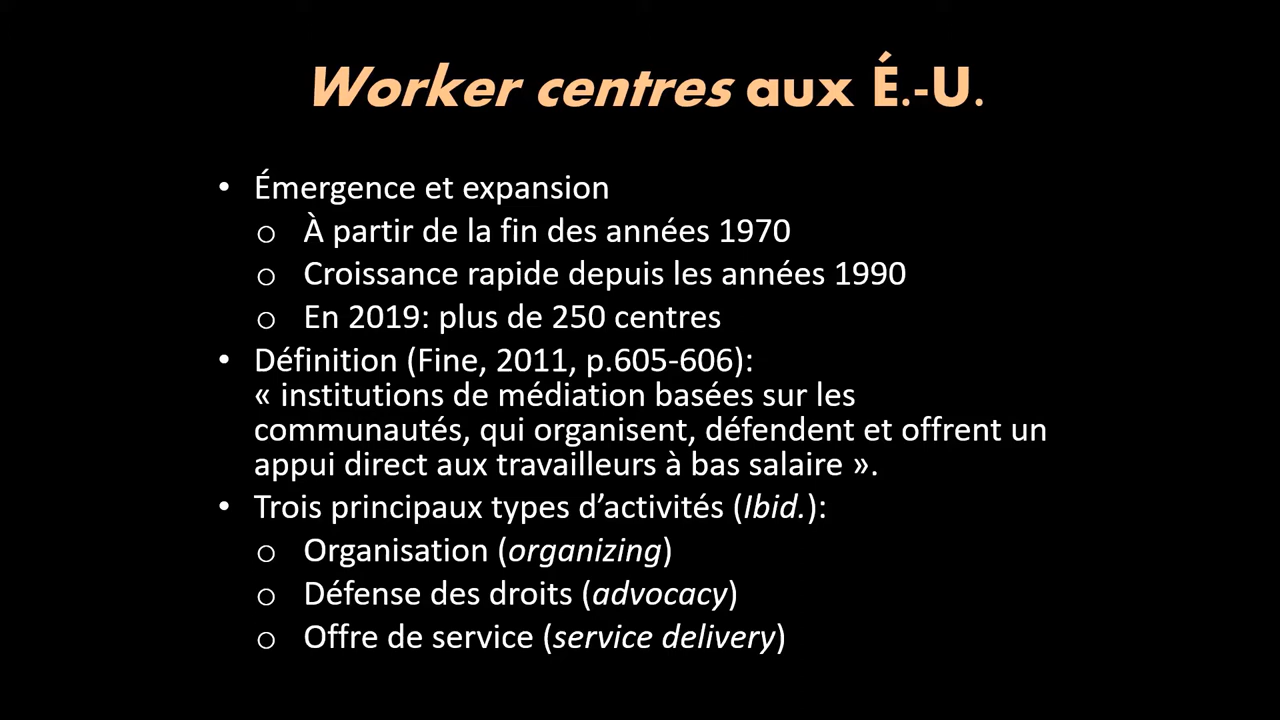 Worker centres aux É.-U.
• Émergence et expansion
o À partir de la fin des années 1970
o Croissance rapide depuis les années 1990
o En 2019: plus de 250 centres
• Définition (Fine, 2011, p.605-606):
« institutions de médiation basées sur les
communautés, qui organisent, défendent et offrent un
appui direct aux travailleurs à bas salaire ».
• Trois principaux types d’activités (Ibid.):
o Organisation (organizing)
o Défense des droits (advocacy)
o Offre de service (service delivery)